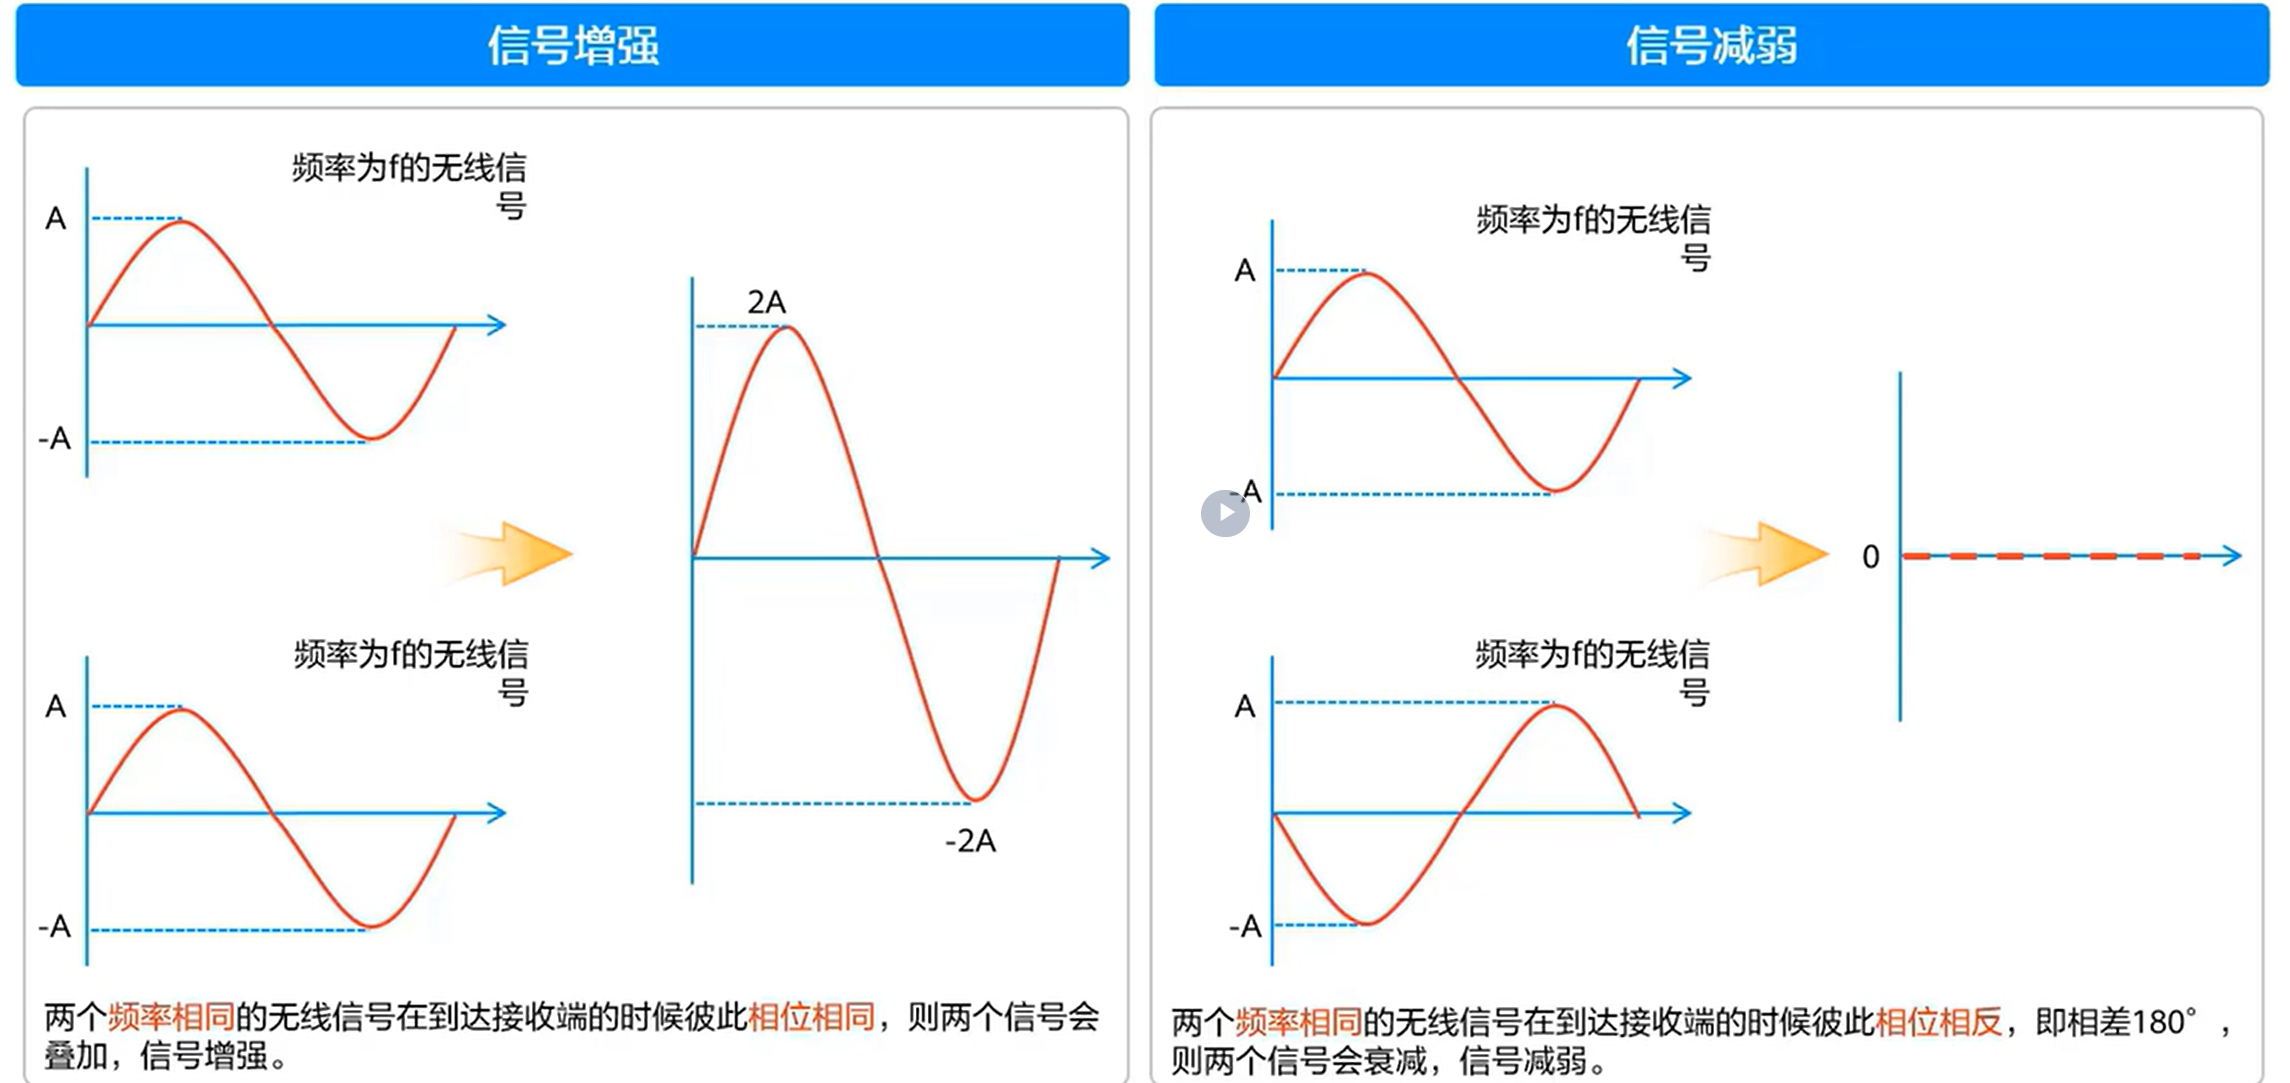 信号增强
频率为f的无线信
号
A
-A
2A
-2A
频率为f的无线信
号
A
-A
两个频率相同的无线信号在到达接收端的时候彼此相位相同，则两个信号会
叠加，信号增强。
信号减弱
频率为f的无线信
号
A
-A
0
频率为f的无线信
号
A
-A
两个频率相同的无线信号在到达接收端的时候彼此相位相反，即相差180°，
则两个信号会衰减，信号减弱。